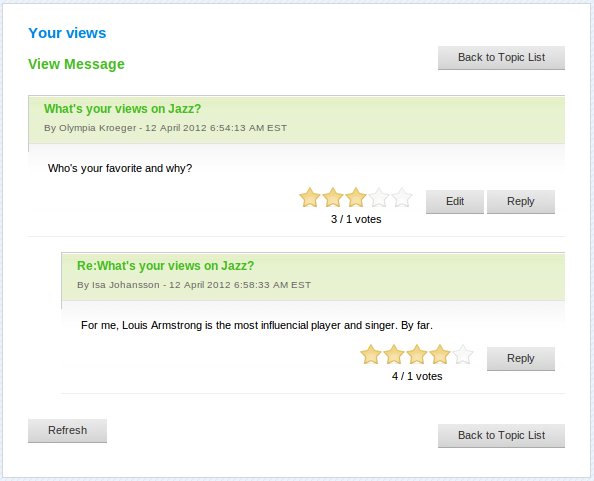 Your views
View Message
Back to Topic List
What's your views on Jazz?
By Olympia Kroeger - 12 April 2012 6:54:13 AM EST
Who's your favorite and why?
Edit
Reply
3 / 1 votes
Re:What's your views on Jazz?
By Isa Johansson - 12 April 2012 6:58:33 AM EST
For me, Louis Armstrong is the most influencial player and singer. By far.
Reply
4 / 1 votes
Refresh
Back to Topic List